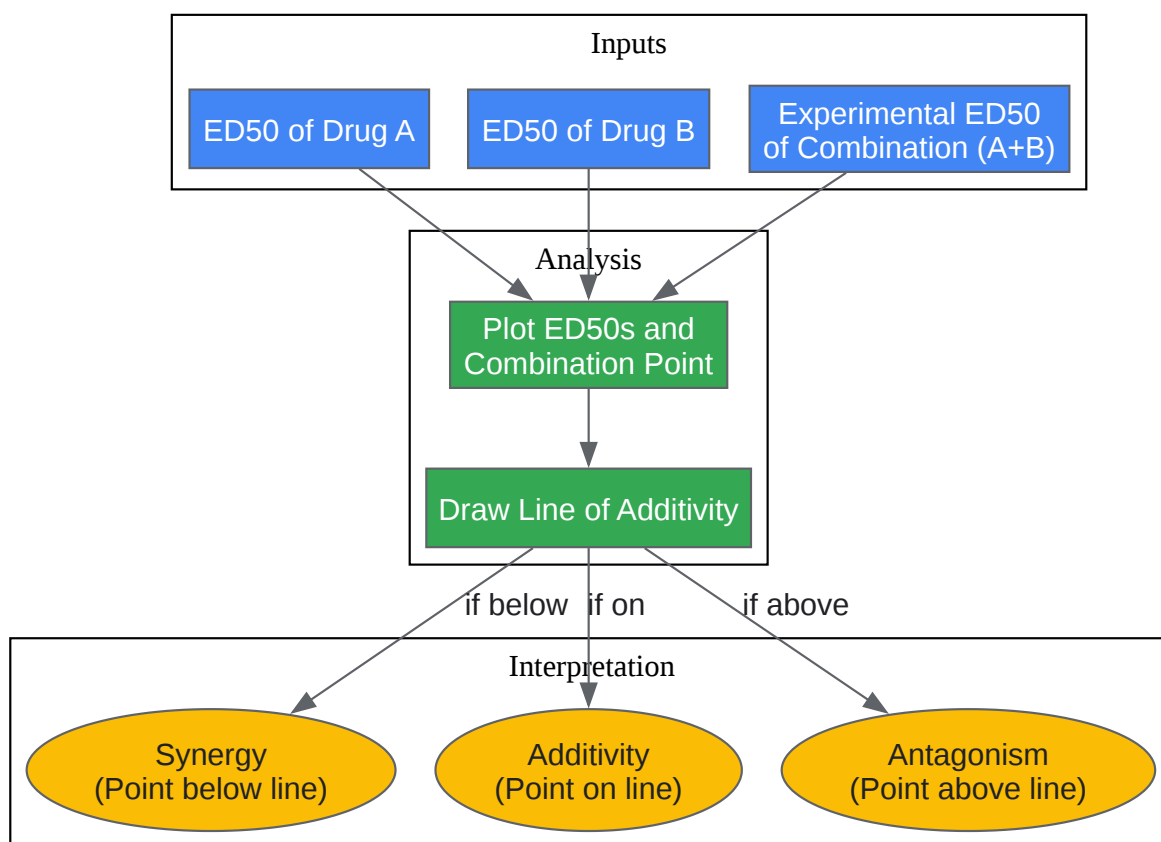 Inputs
ED50 of Drug A
ED50 of Drug B
Experimental ED50
of Combination (A+B)
Analysis
Plot ED50s and
Combination Point
Draw Line of Additivity
if below
if on
if above
Interpretation
Synergy
(Point below line)
Additivity
(Point on line)
Antagonism
(Point above line)